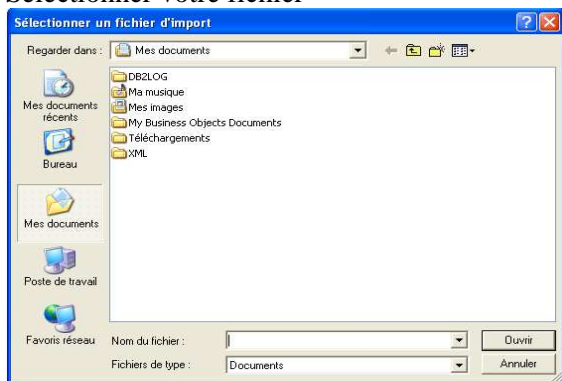 Sélectionner votre fichier
Sélectionner un fichier d'import
Regarder dans :
Mes documents
DB2LOG
Ma musique
Mes images
My Business Objects Documents
Téléchargements
XML
Mes documents
récents
Bureau
Mes documents
Poste de travail
Favoris réseau
Nom du fichier :
Ouvrir
Fichiers de type :
Documents
Annuler